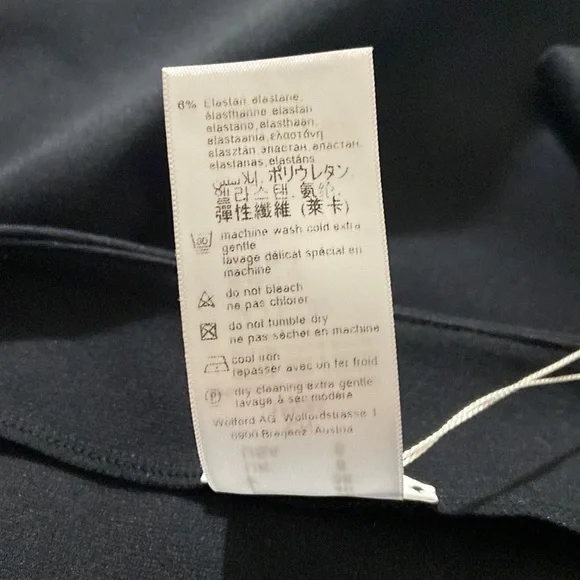 6% Elastan, elastane,
élasthanne, elastan
elastano, elasthaan,
elastaania, ελαστάνη
elasztán, эластан, еластан,
elastanas, elastāns
ポリウレタン
彈性纖維 (萊卡)
machine wash cold extra
gentle
lavage délicat spécial en
machine
do not bleach
ne pas chlorer
do not tumble dry
ne pas sécher en machine
cool iron
repasser avec un fer froid
dry cleaning extra gentle
lavage à sec modéré
Wolford AG, Wolfordstrasse 1
6900 Bregenz, Austria